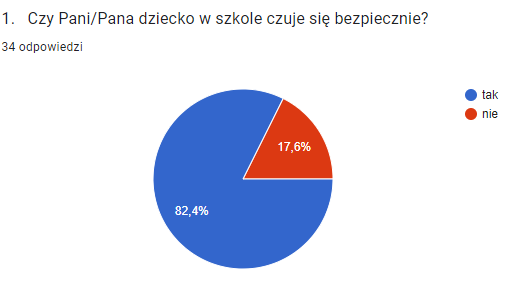 1. Czy Pani/Pana dziecko w szkole czuje się bezpiecznie?
34 odpowiedzi
tak
nie
17,6%
82,4%